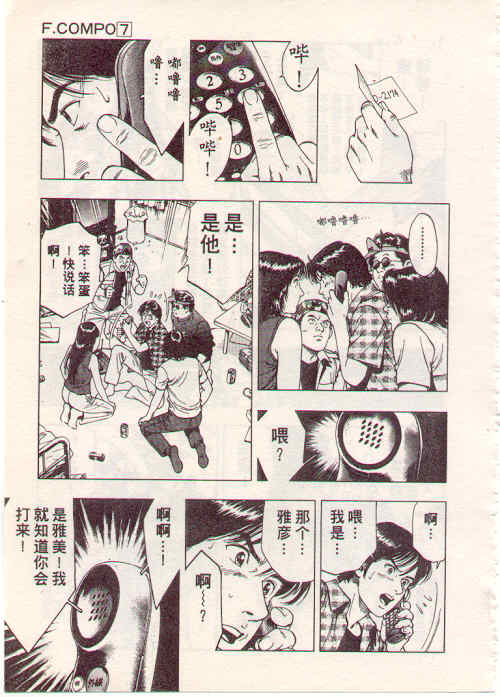 F.COMPO 7
哔!
哔哔!
2
3
5
0
嘟噜噜
噜…
嘟噜噜噜…
………
是…
是他!
笨…笨蛋
!快说话
啊!
喂?
啊…
喂…
我是…
那个…
雅彦…
啊~?
啊啊…!
是雅美!我
就知道你会
打来!
外線